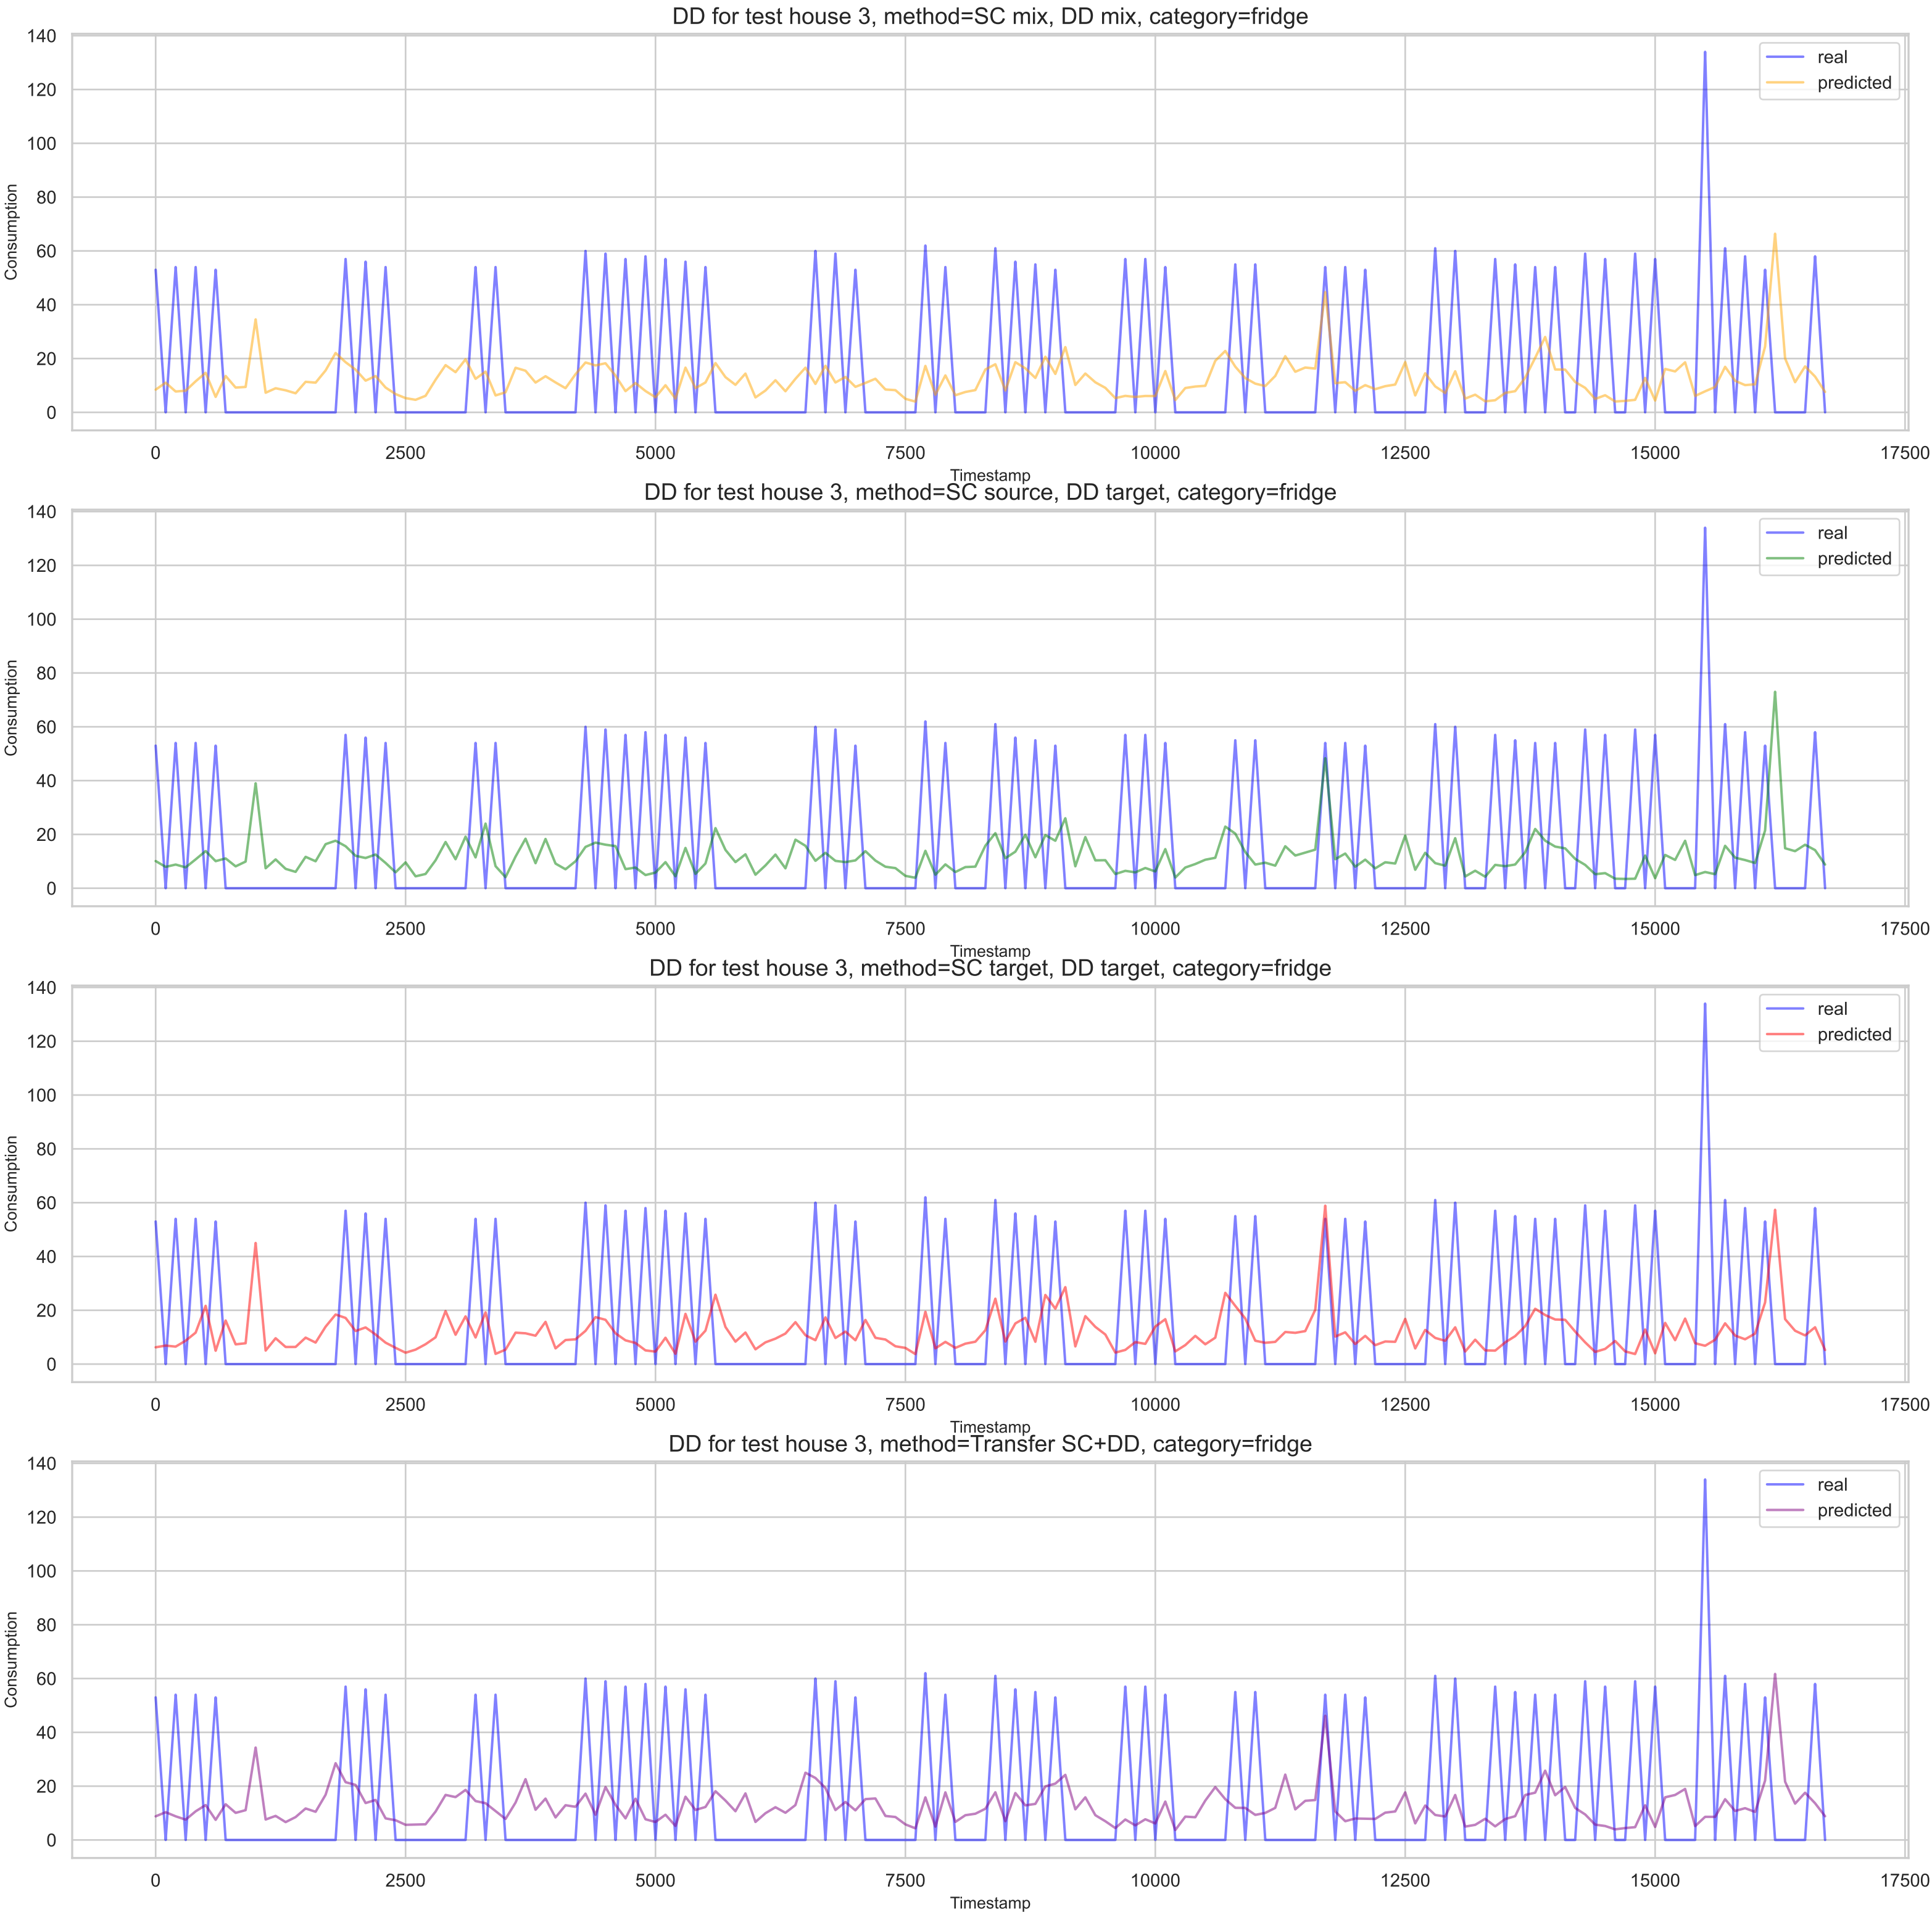 DD for test house 3, method=SC mix, DD mix, category=fridge
140
120
100
80
60
40
20
0
Consumption
real
predicted
0 2500 5000 7500 10000 12500 15000 17500
Timestamp
DD for test house 3, method=SC source, DD target, category=fridge
140
120
100
80
60
40
20
0
Consumption
real
predicted
0 2500 5000 7500 10000 12500 15000 17500
Timestamp
DD for test house 3, method=SC target, DD target, category=fridge
140
120
100
80
60
40
20
0
Consumption
real
predicted
0 2500 5000 7500 10000 12500 15000 17500
Timestamp
DD for test house 3, method=Transfer SC+DD, category=fridge
140
120
100
80
60
40
20
0
Consumption
real
predicted
0 2500 5000 7500 10000 12500 15000 17500
Timestamp